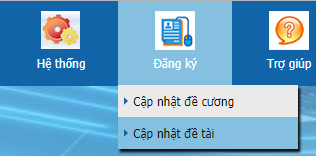 Hệ thống
Đăng ký
Trợ giúp
Cập nhật đề cương
Cập nhật đề tài